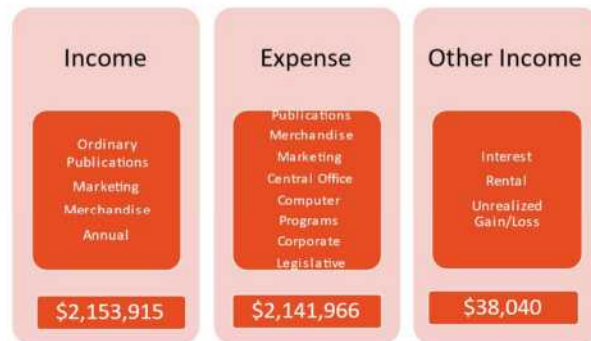 Income
Ordinary
Publications
Marketing
Merchandise
Annual
$2,153,915
Expense
Publications
Merchandise
Marketing
Central Office
Computer
Programs
Corporate
Legislative
$2,141,966
Other Income
Interest
Rental
Unrealized
Gain/Loss
$38,040